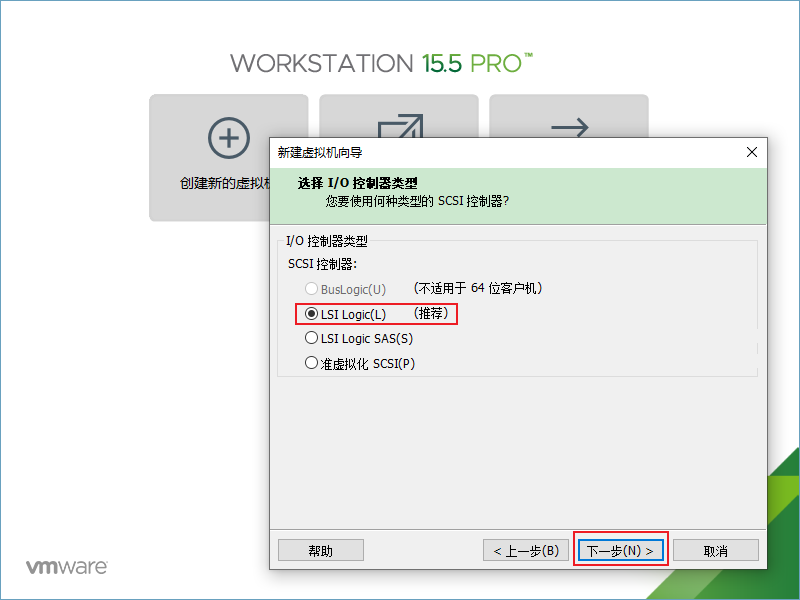 WORKSTATION 15.5 PRO™
创建新的虚拟机
新建虚拟机向导
选择 I/O 控制器类型
您要使用何种类型的 SCSI 控制器?
I/O 控制器类型
SCSI 控制器:
BusLogic(U) (不适用于 64 位客户机)
LSI Logic(L) (推荐)
LSI Logic SAS(S)
准虚拟化 SCSI(P)
帮助
< 上一步(B)
下一步(N) >
取消
vmware